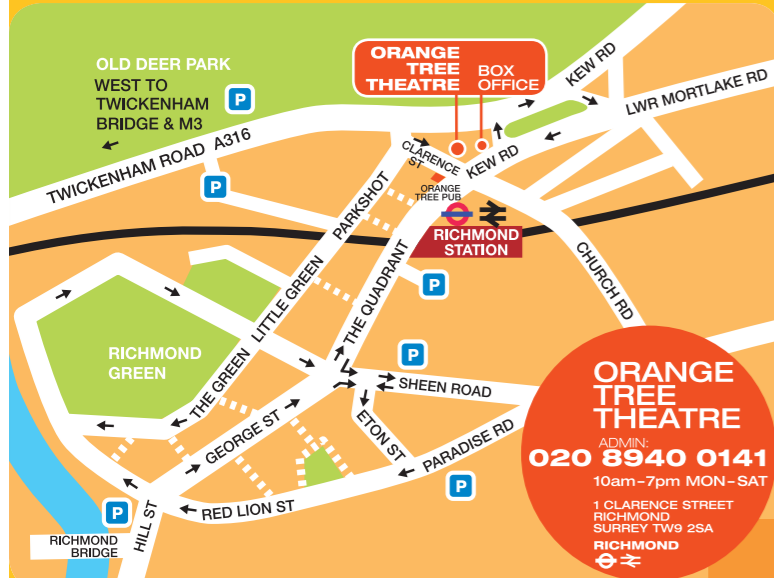 OLD DEER PARK
WEST TO
TWICKENHAM
BRIDGE & M3
P
TWICKENHAM ROAD A316
P
ORANGE
TREE
THEATRE
BOX
OFFICE
KEW RD
LWR MORTLAKE RD
CLARENCE
ST
KEW RD
ORANGE
TREE PUB
RICHMOND
STATION
PARKSHOT
LITTLE GREEN
THE GREEN
THE QUADRANT
P
CHURCH RD
RICHMOND
GREEN
P
SHEEN ROAD
GEORGE ST
ETON ST
PARADISE RD
P
RED LION ST
P
HILL ST
RICHMOND
BRIDGE
ORANGE
TREE
THEATRE
ADMIN:
020 8940 0141
10am–7pm MON–SAT
1 CLARENCE STREET
RICHMOND
SURREY TW9 2SA
RICHMOND